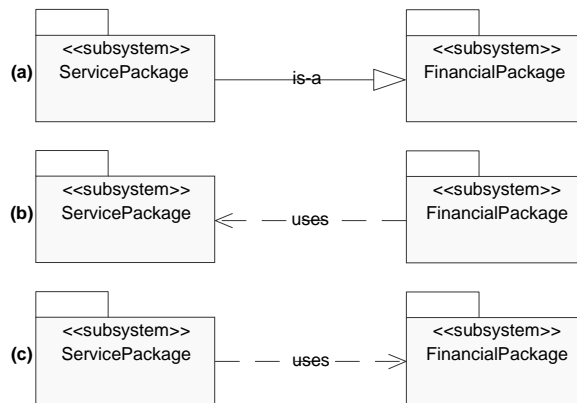 <<subsystem>>
<<subsystem>>
(a)
ServicePackage
is-a
FinancialPackage
<<subsystem>>
<<subsystem>>
(b)
ServicePackage
uses
FinancialPackage
<<subsystem>>
<<subsystem>>
(c)
ServicePackage
uses
FinancialPackage